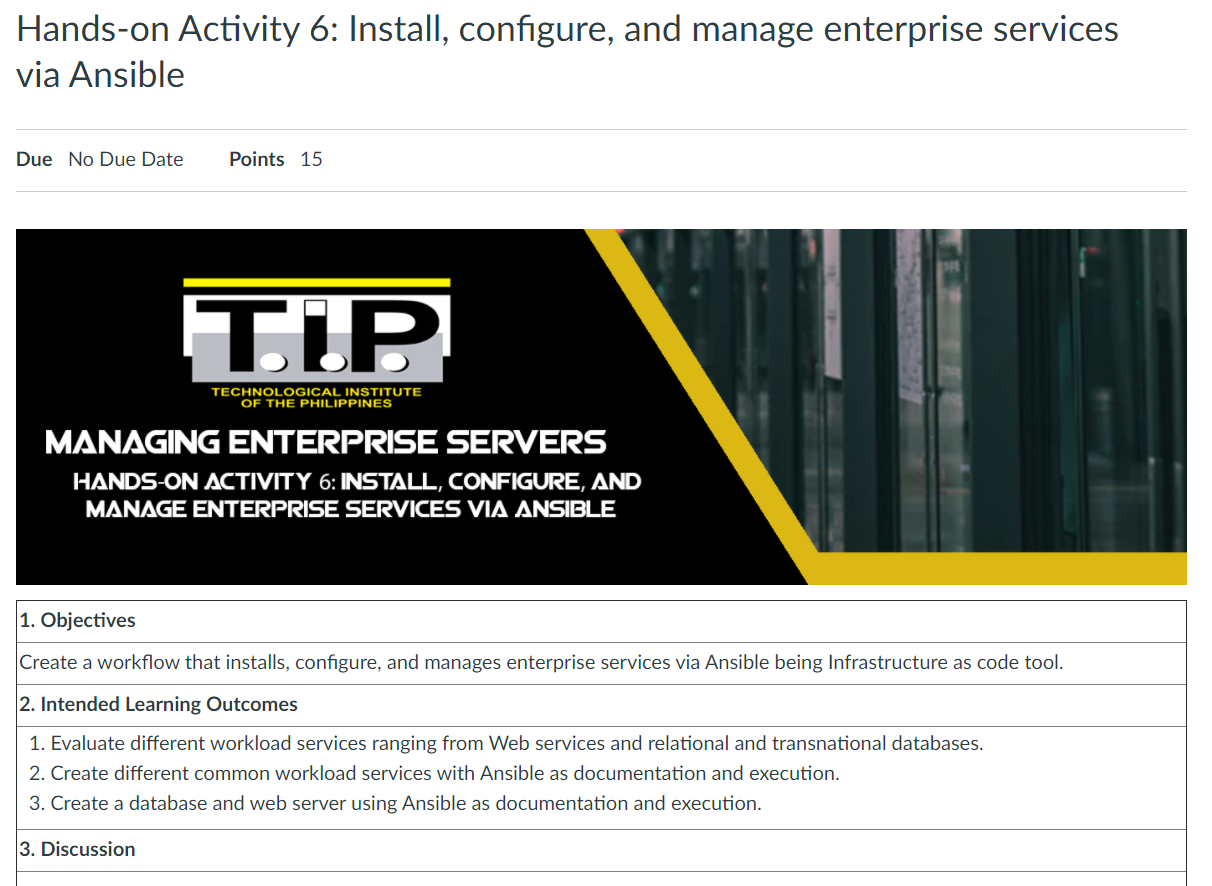 Hands-on Activity 6: Install, configure, and manage enterprise services
via Ansible
Due No Due Date Points 15
T.I.P
TECHNOLOGICAL INSTITUTE
OF THE PHILIPPINES
MANAGING ENTERPRISE SERVERS
HANDS-ON ACTIVITY 6: INSTALL, CONFIGURE, AND
MANAGE ENTERPRISE SERVICES VIA ANSIBLE
1. Objectives
Create a workflow that installs, configure, and manages enterprise services via Ansible being Infrastructure as code tool.
2. Intended Learning Outcomes
1. Evaluate different workload services ranging from Web services and relational and transnational databases.
2. Create different common workload services with Ansible as documentation and execution.
3. Create a database and web server using Ansible as documentation and execution.
3. Discussion